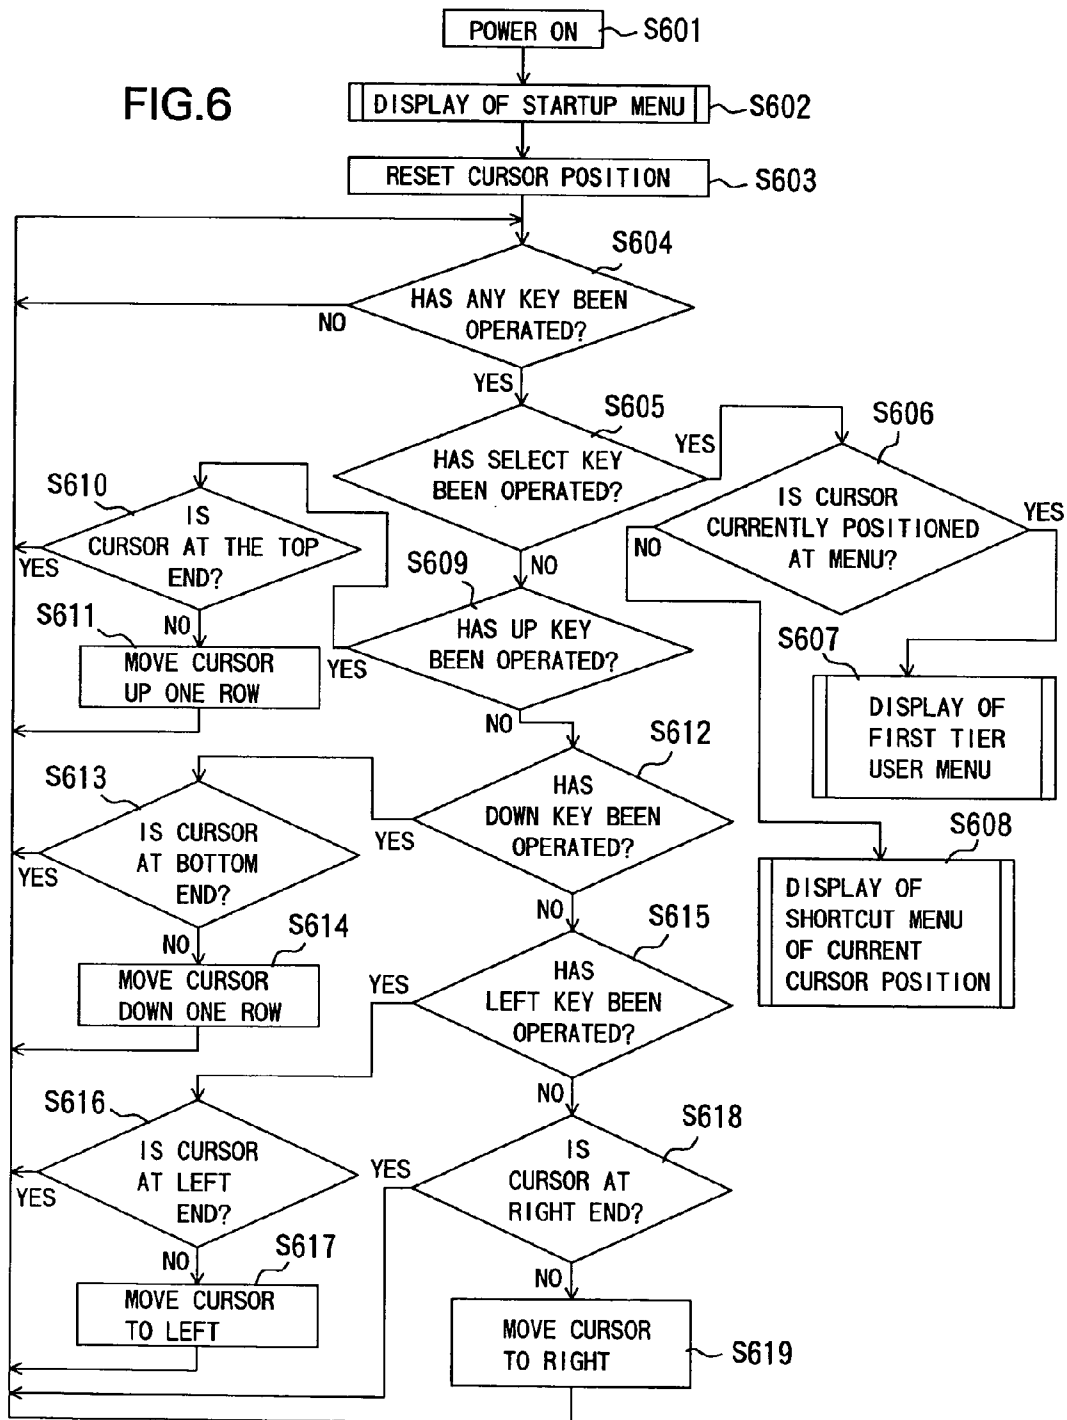 FIG.6
POWER ON
S601
DISPLAY OF STARTUP MENU
S602
RESET CURSOR POSITION
S603
S604
HAS ANY KEY BEEN
OPERATED?
NO
YES
S605
HAS SELECT KEY
BEEN OPERATED?
YES
NO
S606
IS CURSOR
CURRENTLY POSITIONED
AT MENU?
YES
NO
S607
DISPLAY OF
FIRST TIER
USER MENU
S608
DISPLAY OF
SHORTCUT MENU
OF CURRENT
CURSOR POSITION
S609
HAS UP KEY
BEEN OPERATED?
YES
NO
S610
IS
CURSOR AT THE TOP
END?
YES
NO
S611
MOVE CURSOR
UP ONE ROW
S612
HAS
DOWN KEY BEEN
OPERATED?
YES
NO
S613
IS CURSOR
AT BOTTOM
END?
YES
NO
S614
MOVE CURSOR
DOWN ONE ROW
S615
HAS
LEFT KEY BEEN
OPERATED?
YES
NO
S616
IS CURSOR
AT LEFT
END?
YES
NO
S617
MOVE CURSOR
TO LEFT
S618
IS
CURSOR AT
RIGHT END?
YES
NO
MOVE CURSOR
TO RIGHT
S619